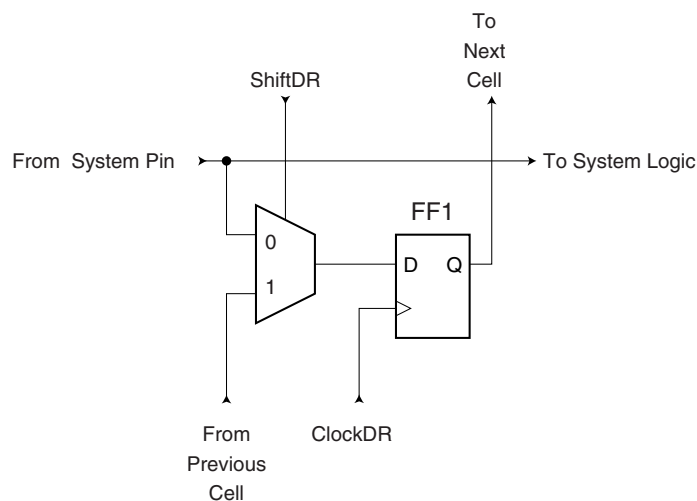 To
Next
Cell
ShiftDR
From System Pin
To System Logic
FF1
0
D Q
1
From
Previous
Cell
ClockDR